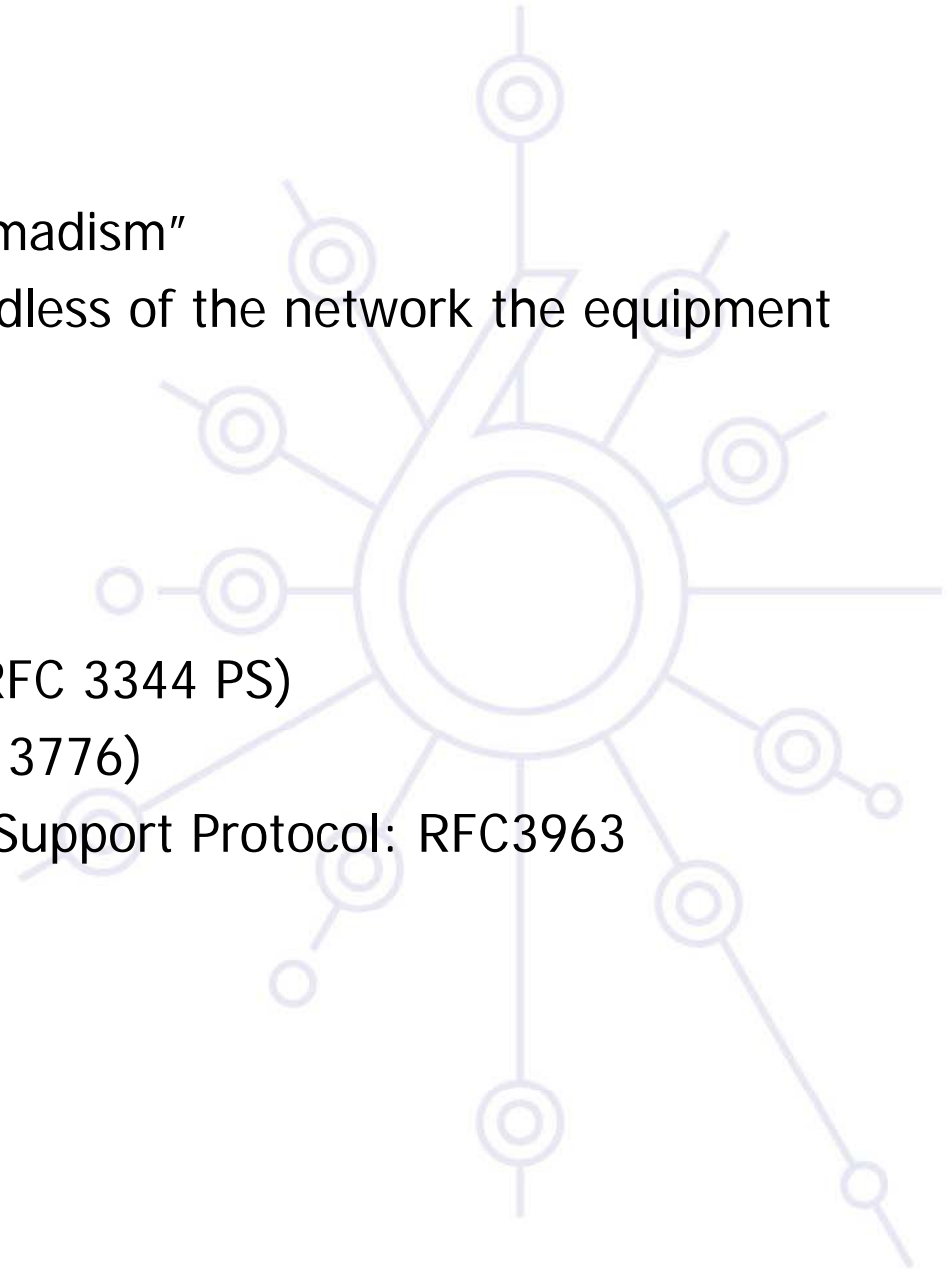 madism”
dless of the network the equipment
RFC 3344 PS)
3776)
Support Protocol: RFC3963